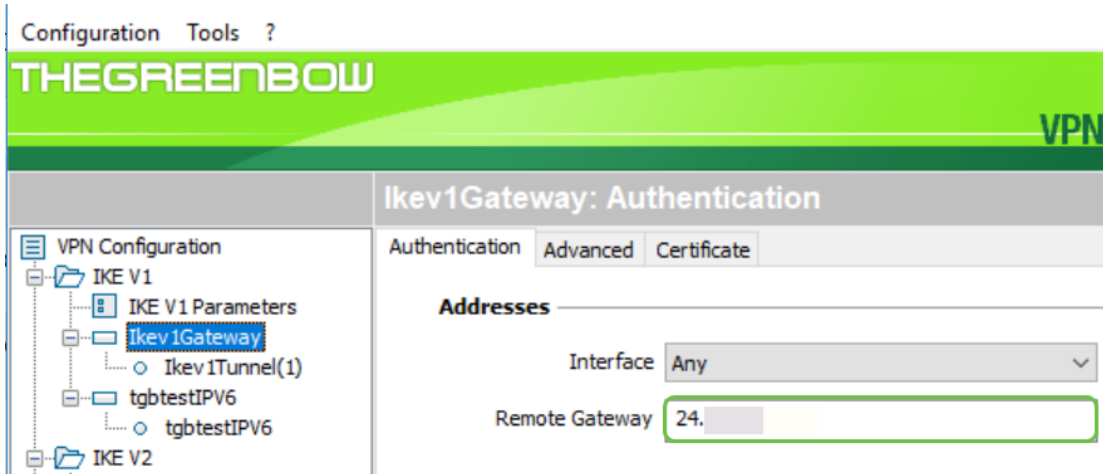 Configuration Tools ?
THEGREENBOW
VPN
Ikev1Gateway: Authentication
VPN Configuration
IKE V1
IKE V1 Parameters
Ikev1Gateway
Ikev1Tunnel(1)
tgbtestIPV6
tgbtestIPV6
IKE V2
Authentication Advanced Certificate
Addresses
Interface Any
Remote Gateway 24.